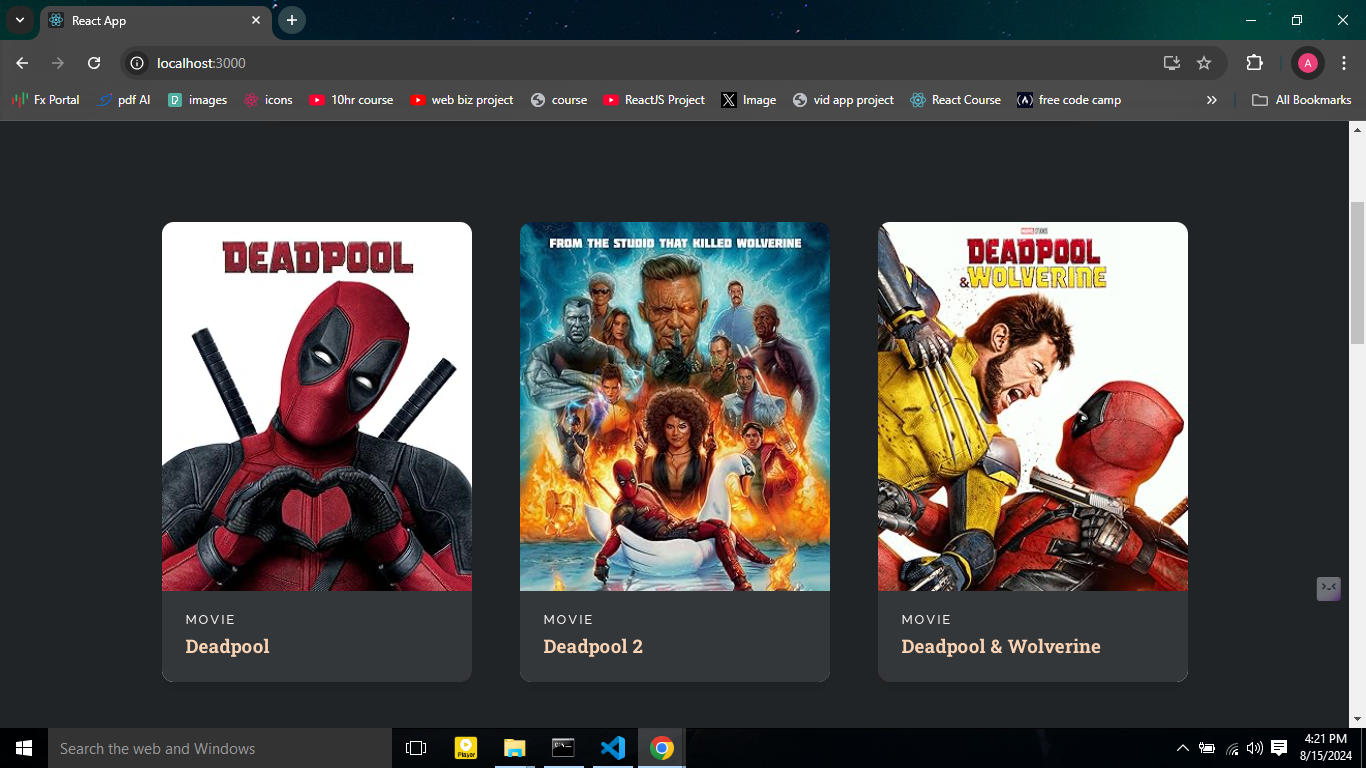 React App
localhost:3000
A
Fx Portal
pdf AI
images
icons
10hr course
web biz project
course
ReactJS Project
Image
vid app project
React Course
free code camp
All Bookmarks
DEADPOOL
FROM THE STUDIO THAT KILLED WOLVERINE
MARVEL STUDIOS
DEADPOOL
&WOLVERINE
MOVIE
Deadpool
MOVIE
Deadpool 2
MOVIE
Deadpool & Wolverine
Search the web and Windows
Player
4:21 PM
8/15/2024